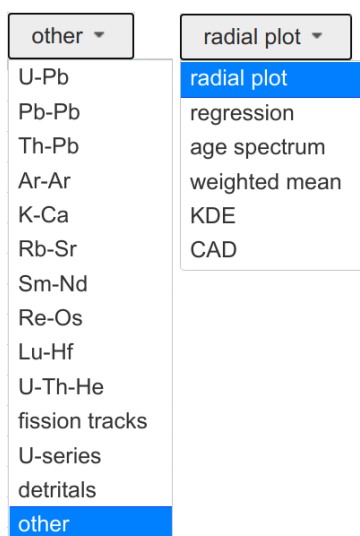 other
U-Pb
Pb-Pb
Th-Pb
Ar-Ar
K-Ca
Rb-Sr
Sm-Nd
Re-Os
Lu-Hf
U-Th-He
fission tracks
U-series
detritals
other
radial plot
radial plot
regression
age spectrum
weighted mean
KDE
CAD